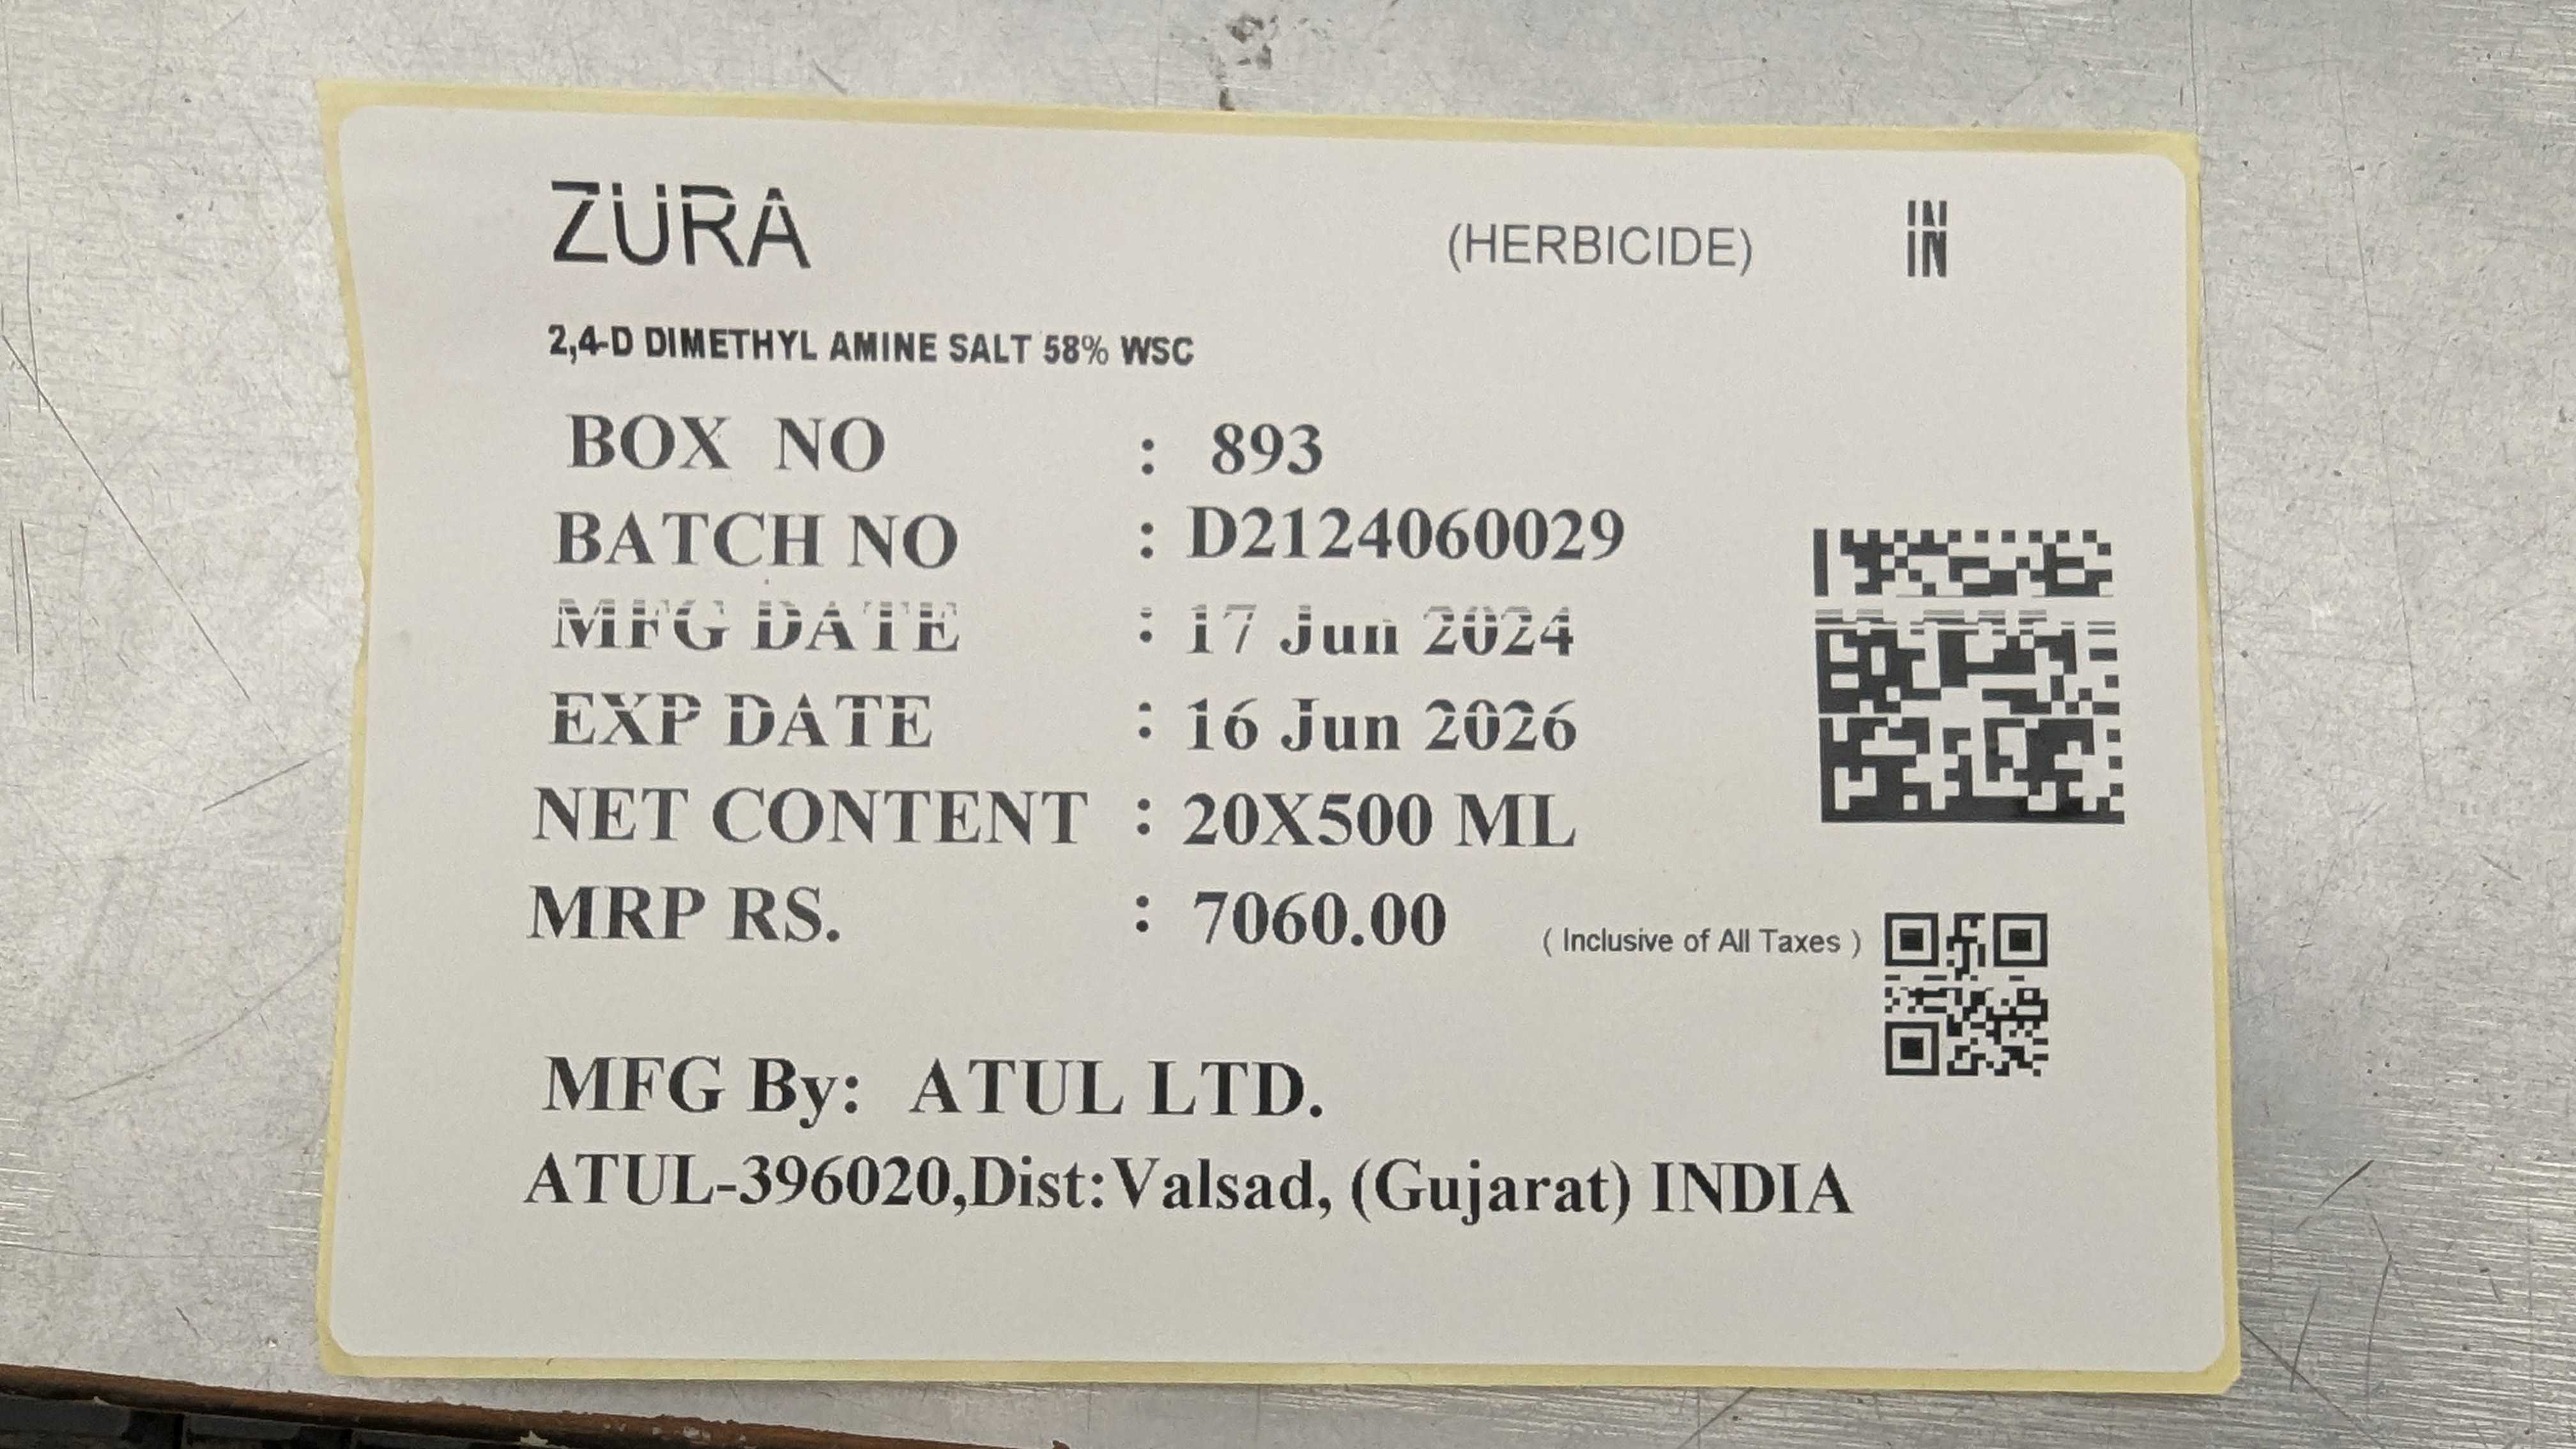 ZURA (HERBICIDE) IN
2,4-D DIMETHYL AMINE SALT 58% WSC
BOX NO : 893
BATCH NO : D2124060029
MFG DATE : 17 Jun 2024
EXP DATE : 16 Jun 2026
NET CONTENT : 20X500 ML
MRP RS. : 7060.00 ( Inclusive of All Taxes )
MFG By: ATUL LTD.
ATUL-396020,Dist:Valsad, (Gujarat) INDIA